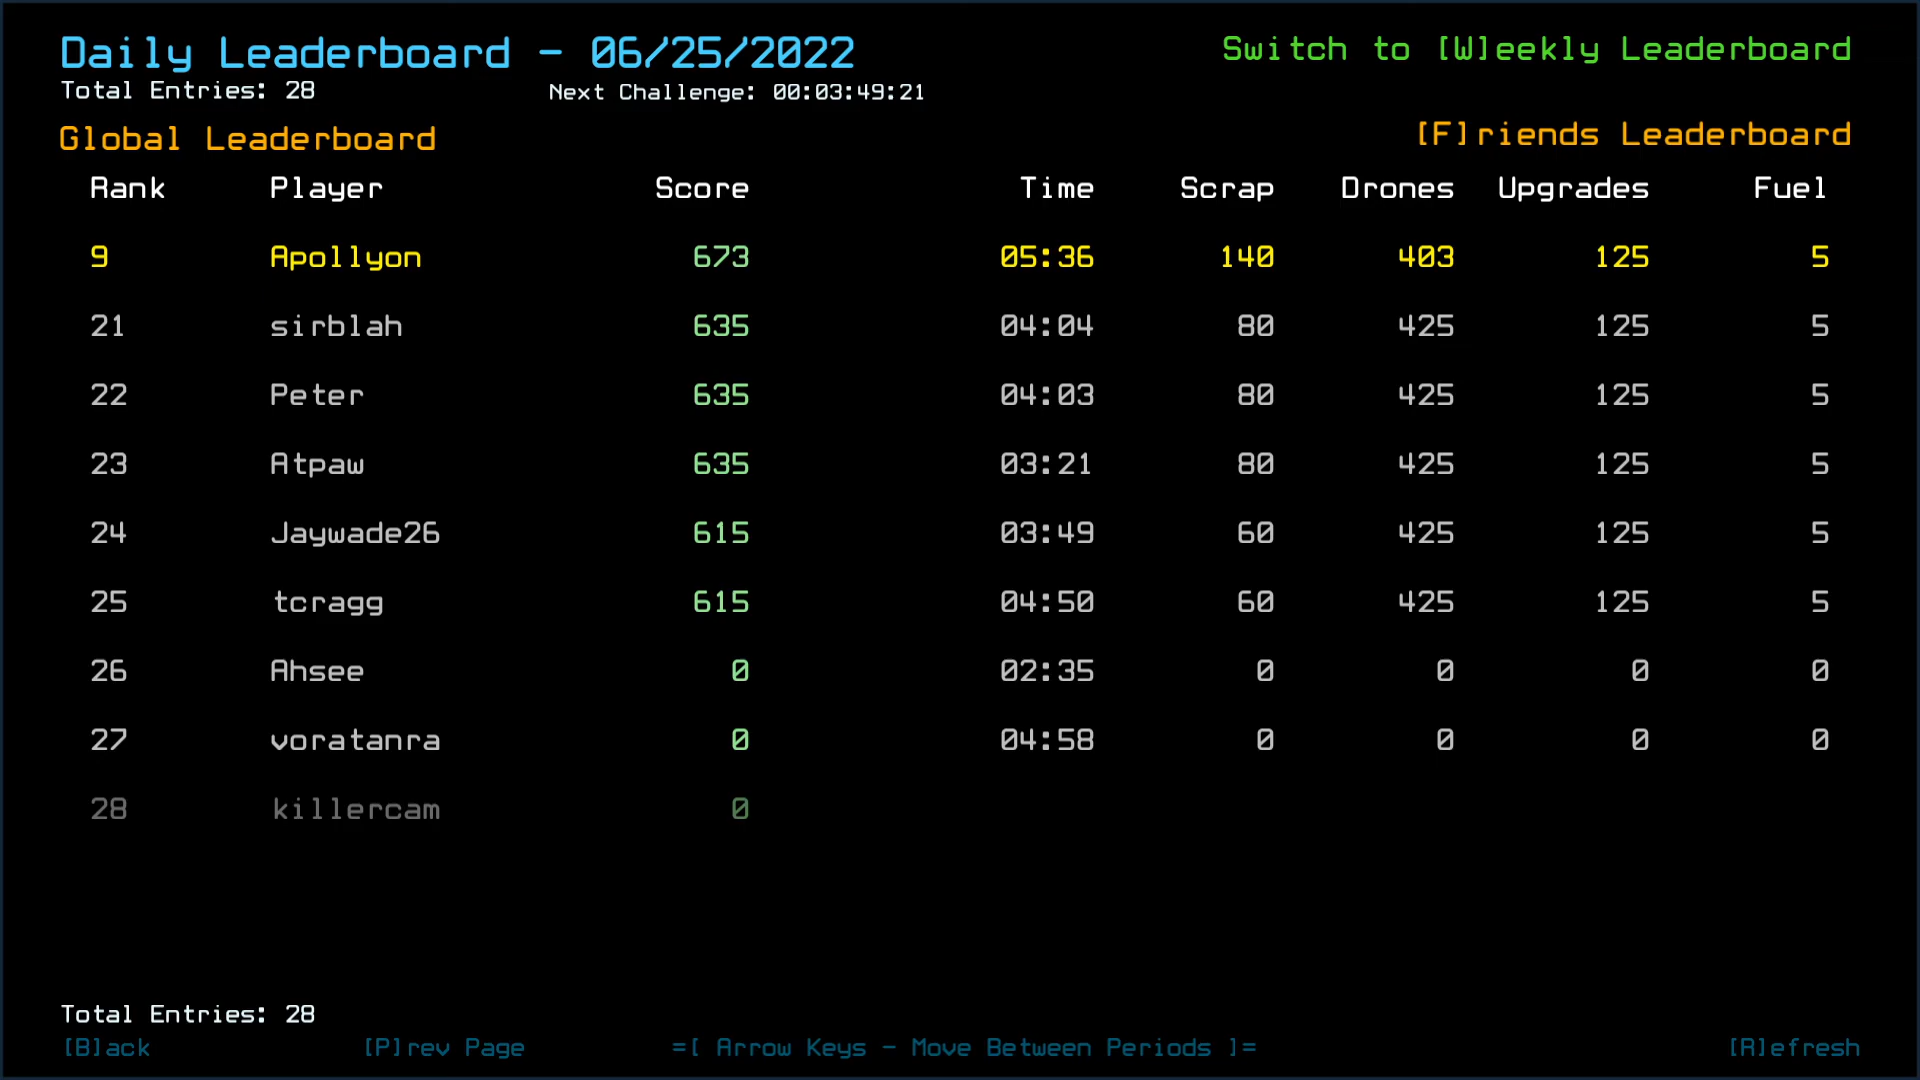 Daily Leaderboard - 06/25/2022
Switch to [W]eekly Leaderboard
Total Entries: 28
Next Challenge: 00:03:49:21
Global Leaderboard
[F]riends Leaderboard
Rank Player Score Time Scrap Drones Upgrades Fuel
9 Apollyon 673 05:36 140 403 125 5
21 sirblah 635 04:04 80 425 125 5
22 Peter 635 04:03 80 425 125 5
23 Atpaw 635 03:21 80 425 125 5
24 Jaywade26 615 03:49 60 425 125 5
25 tcragg 615 04:50 60 425 125 5
26 Ahsee 0 02:35 0 0 0 0
27 voratanra 0 04:58 0 0 0 0
28 killercam 0
Total Entries: 28
[B]ack [P]rev Page =[ Arrow Keys - Move Between Periods ]= [R]efresh